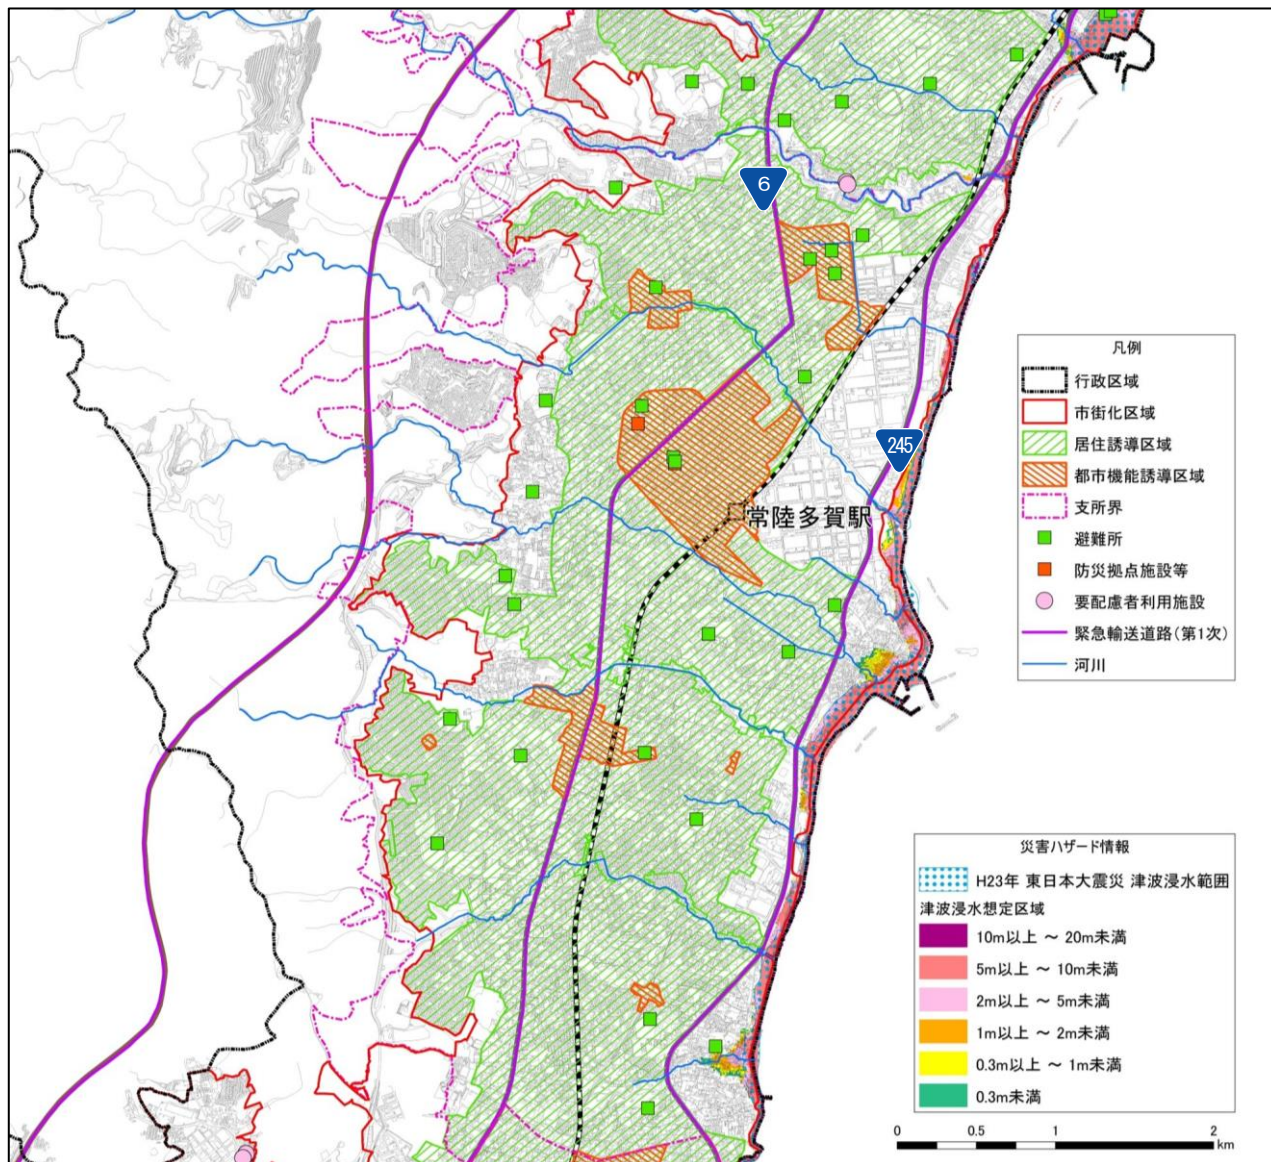 6
245
常陸多賀駅
凡例
行政区域
市街化区域
居住誘導区域
都市機能誘導区域
支所界
避難所
防災拠点施設等
要配慮者利用施設
緊急輸送道路(第1次)
河川
災害ハザード情報
H23年 東日本大震災 津波浸水範囲
津波浸水想定区域
10m以上 ～ 20m未満
5m以上 ～ 10m未満
2m以上 ～ 5m未満
1m以上 ～ 2m未満
0.3m以上 ～ 1m未満
0.3m未満
0 0.5 1 2
km